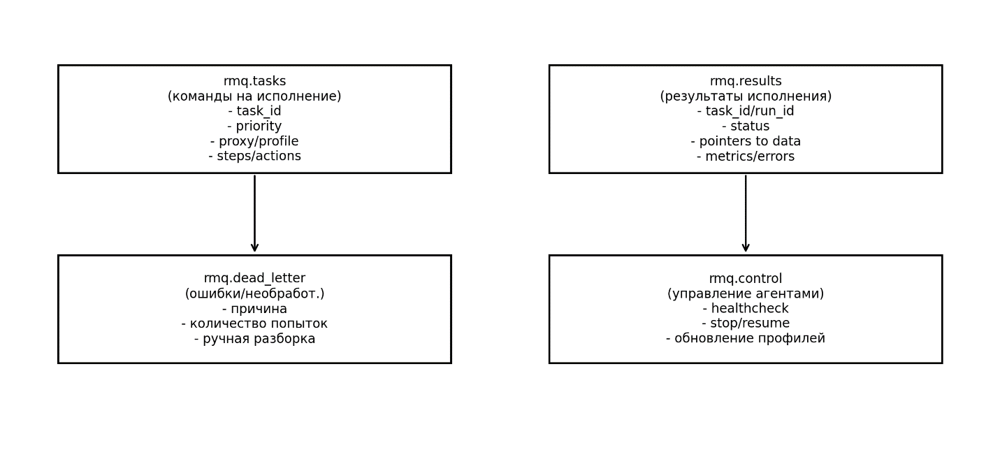 rmq.tasks
(команды на исполнение)
- task_id
- priority
- proxy/profile
- steps/actions
rmq.results
(результаты исполнения)
- task_id/run_id
- status
- pointers to data
- metrics/errors
rmq.dead_letter
(ошибки/необработ.)
- причина
- количество попыток
- ручная разборка
rmq.control
(управление агентами)
- healthcheck
- stop/resume
- обновление профилей